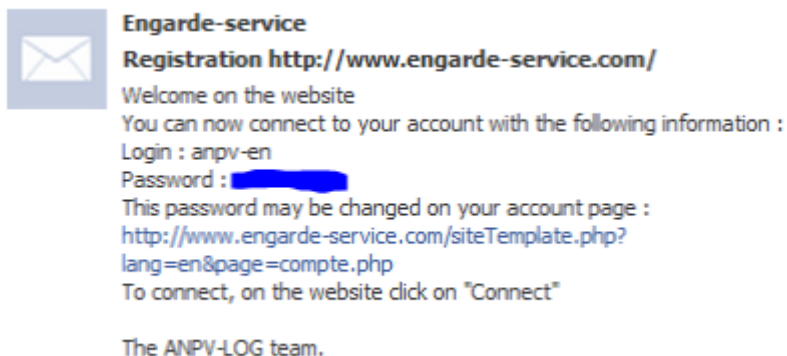 Engarde-service
Registration http://www.engarde-service.com/
Welcome on the website
You can now connect to your account with the following information :
Login : anpv-en
Password :
This password may be changed on your account page :
http://www.engarde-service.com/siteTemplate.php?
lang=en&page=compte.php
To connect, on the website click on "Connect"
The ANPV-LOG team.